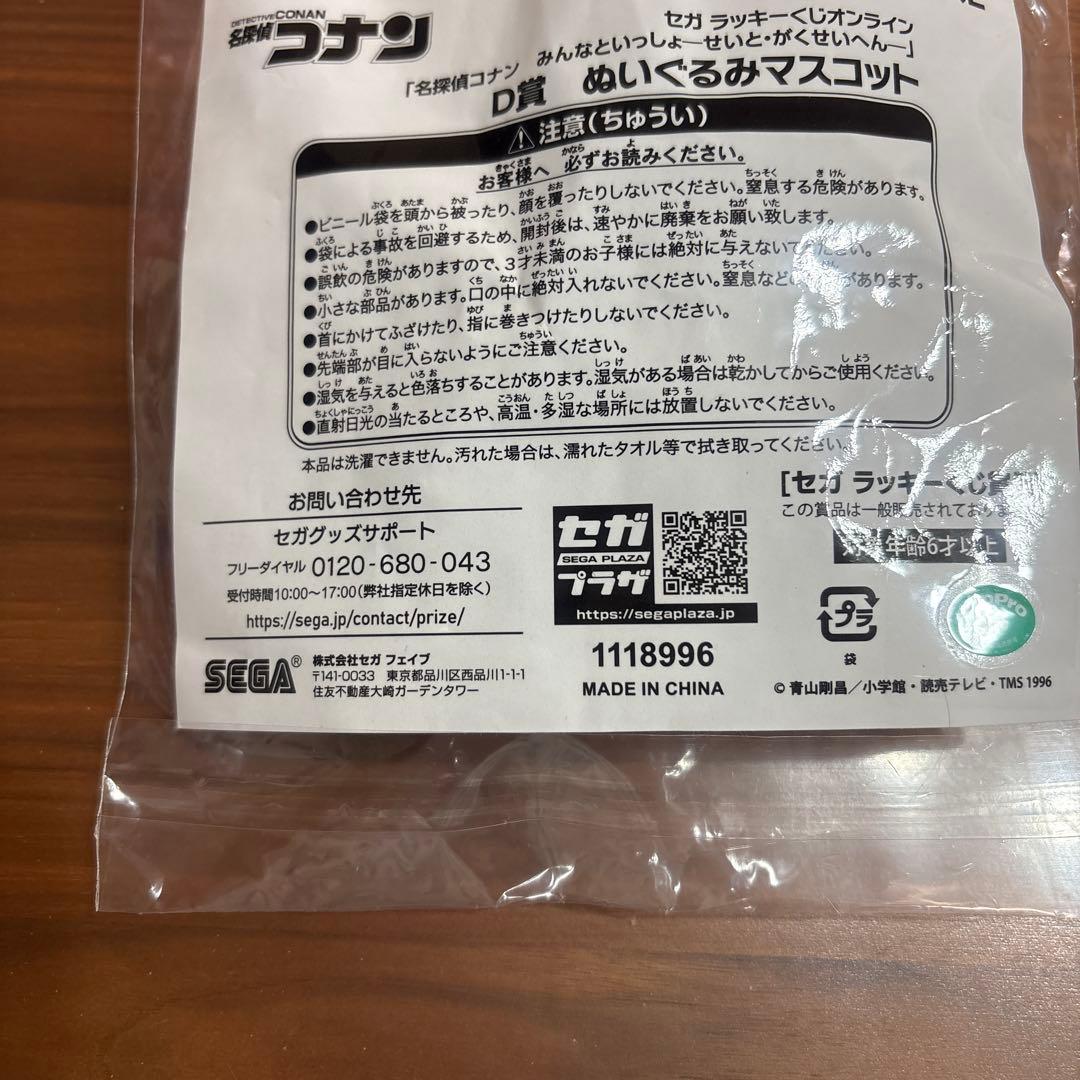 DETECTIVE CONAN
名探偵コナン
セガ ラッキーくじオンライン
「名探偵コナン みんなといっしょ―せいと・がくせいへん―」
D賞 ぬいぐるみマスコット
注意(ちゅうい)
お客様へ 必ずお読みください。
●ビニール袋を頭から被ったり、顔を覆ったりしないでください。窒息する危険があります。
●袋による事故を回避するため、開封後は、速やかに廃棄をお願い致します。
●誤飲の危険がありますので、3才未満のお子様には絶対に与えないでください。
●小さな部品があります。口の中に絶対入れないでください。窒息など があります。
●首にかけてふざけたり、指に巻きつけたりしないでください。
●先端部が目に入らないようにご注意ください。
●湿気を与えると色落ちすることがあります。湿気がある場合は乾かしてからご使用ください。
●直射日光の当たるところや、高温・多湿な場所には放置しないでください。
本品は洗濯できません。汚れた場合は、濡れたタオル等で拭き取ってください。
お問い合わせ先
セガグッズサポート
フリーダイヤル 0120-680-043
受付時間10:00〜17:00(弊社指定休日を除く)
https://sega.jp/contact/prize/
SEGA®
株式会社セガ フェイブ
〒141-0033 東京都品川区西品川1-1-1
住友不動産大崎ガーデンタワー
セガ
SEGA PLAZA
プラザ
https://segaplaza.jp
1118996
MADE IN CHINA
[セガ ラッキーくじ賞
この賞品は一般販売されておりま
対象年齢6才以上
プラ
袋
©青山剛昌/小学館・読売テレビ・TMS 1996